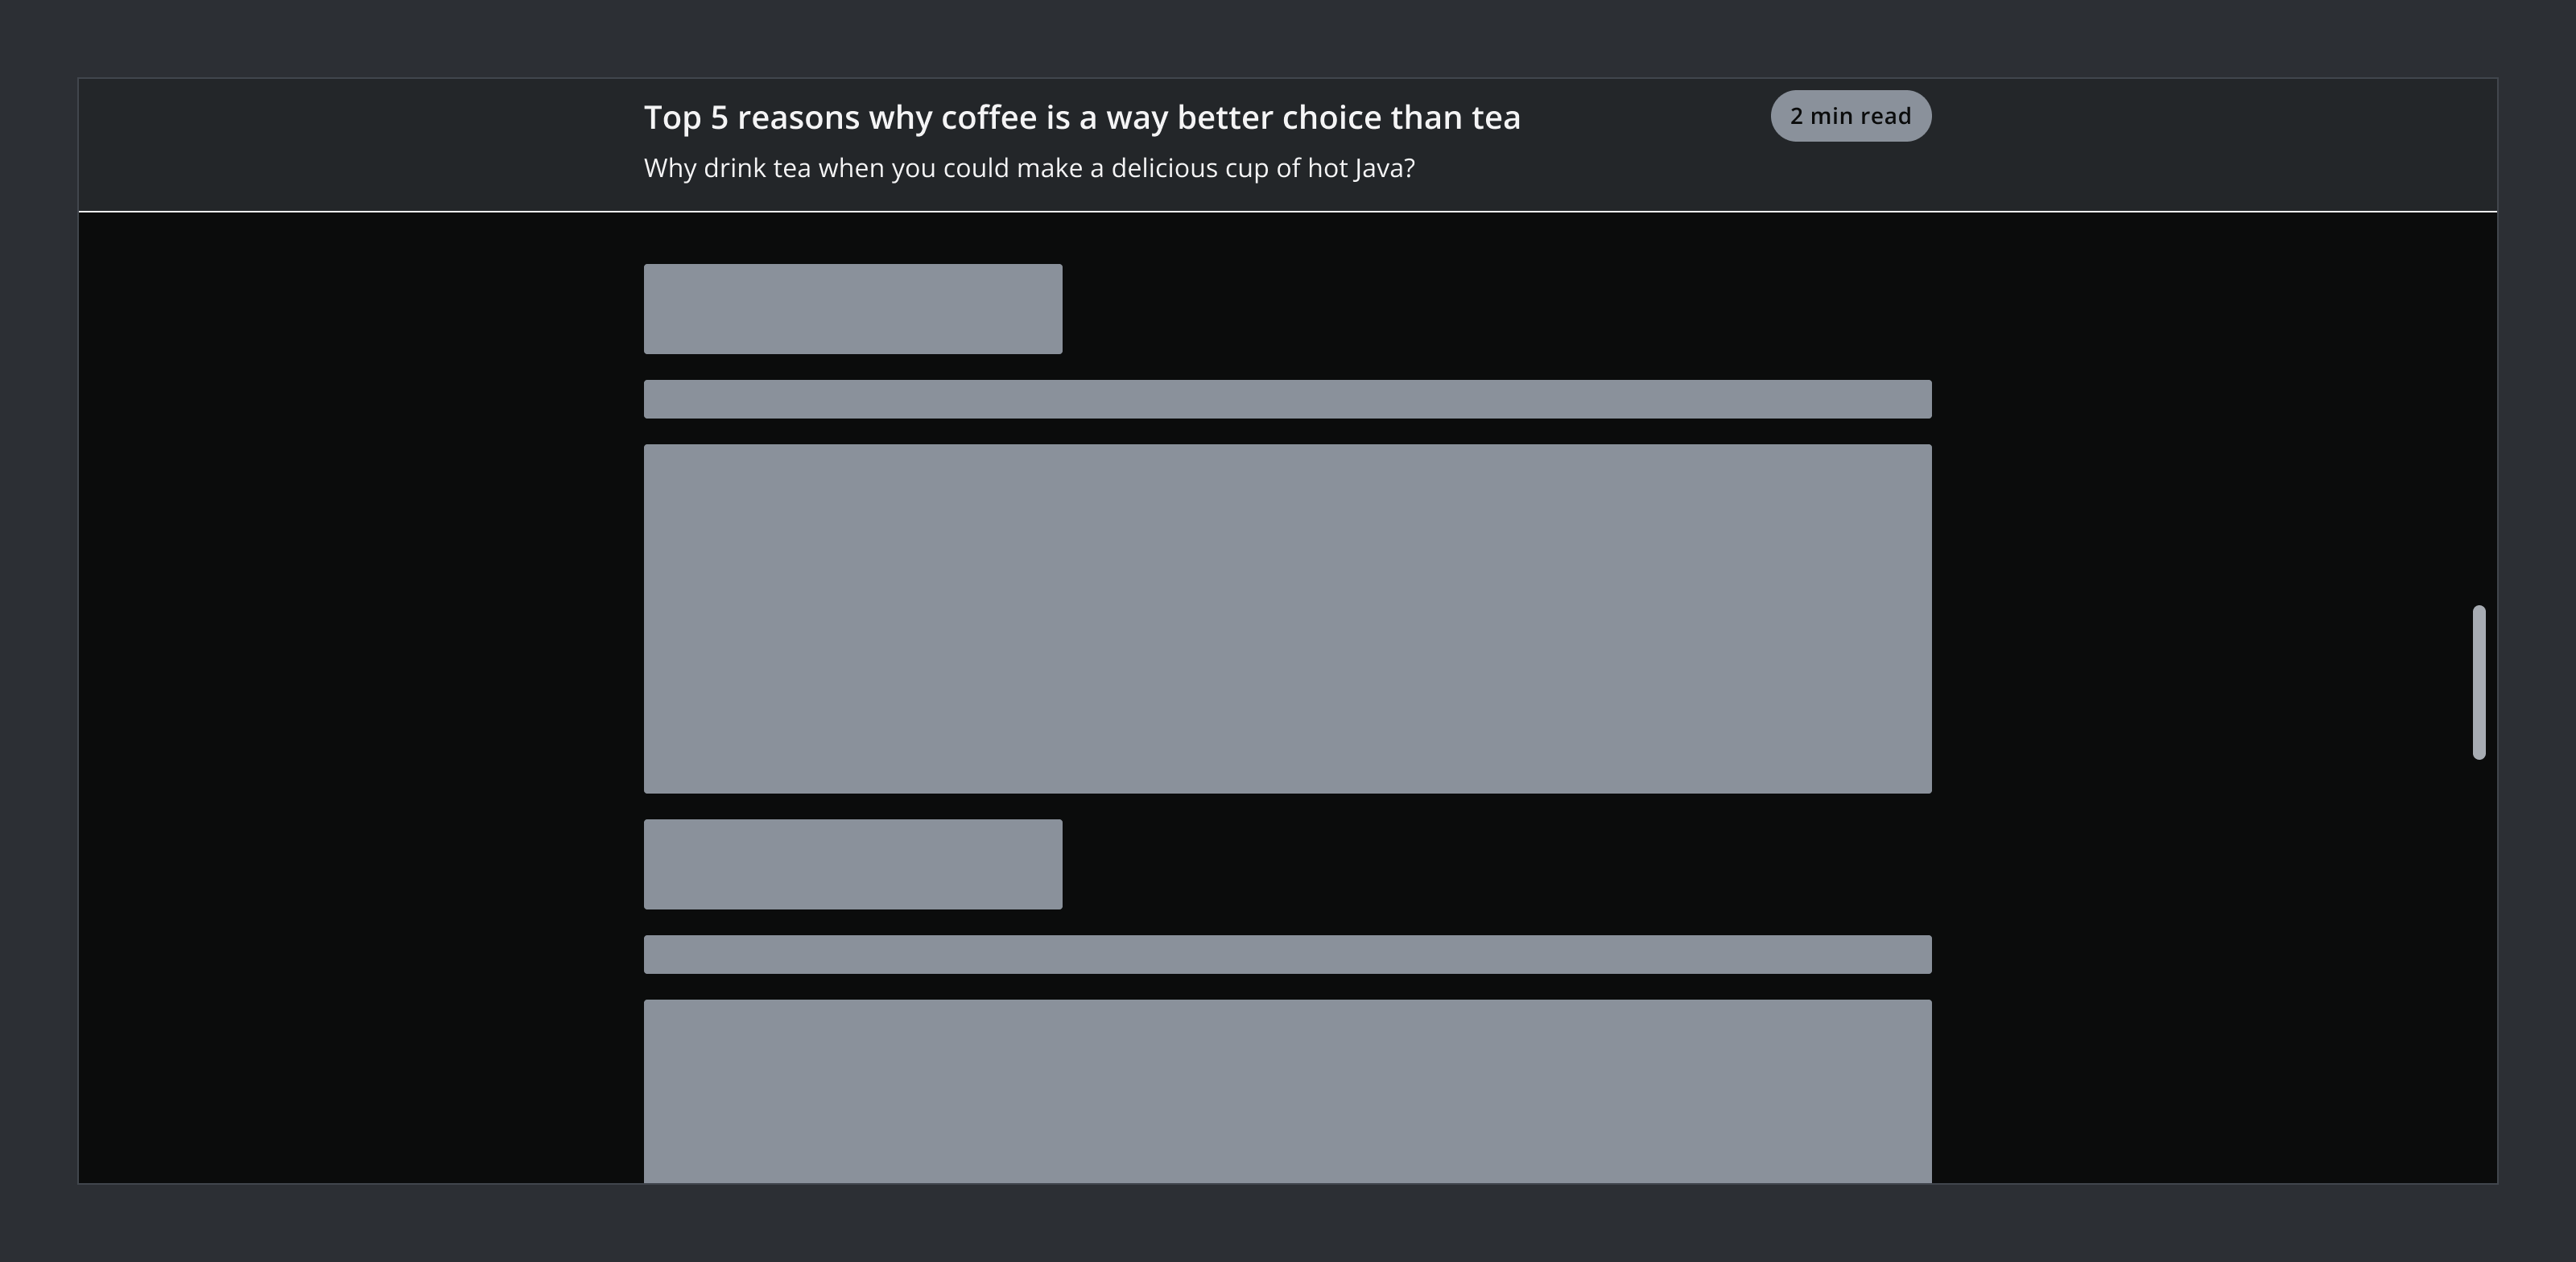 Top 5 reasons why coffee is a way better choice than tea
2 min read
Why drink tea when you could make a delicious cup of hot Java?